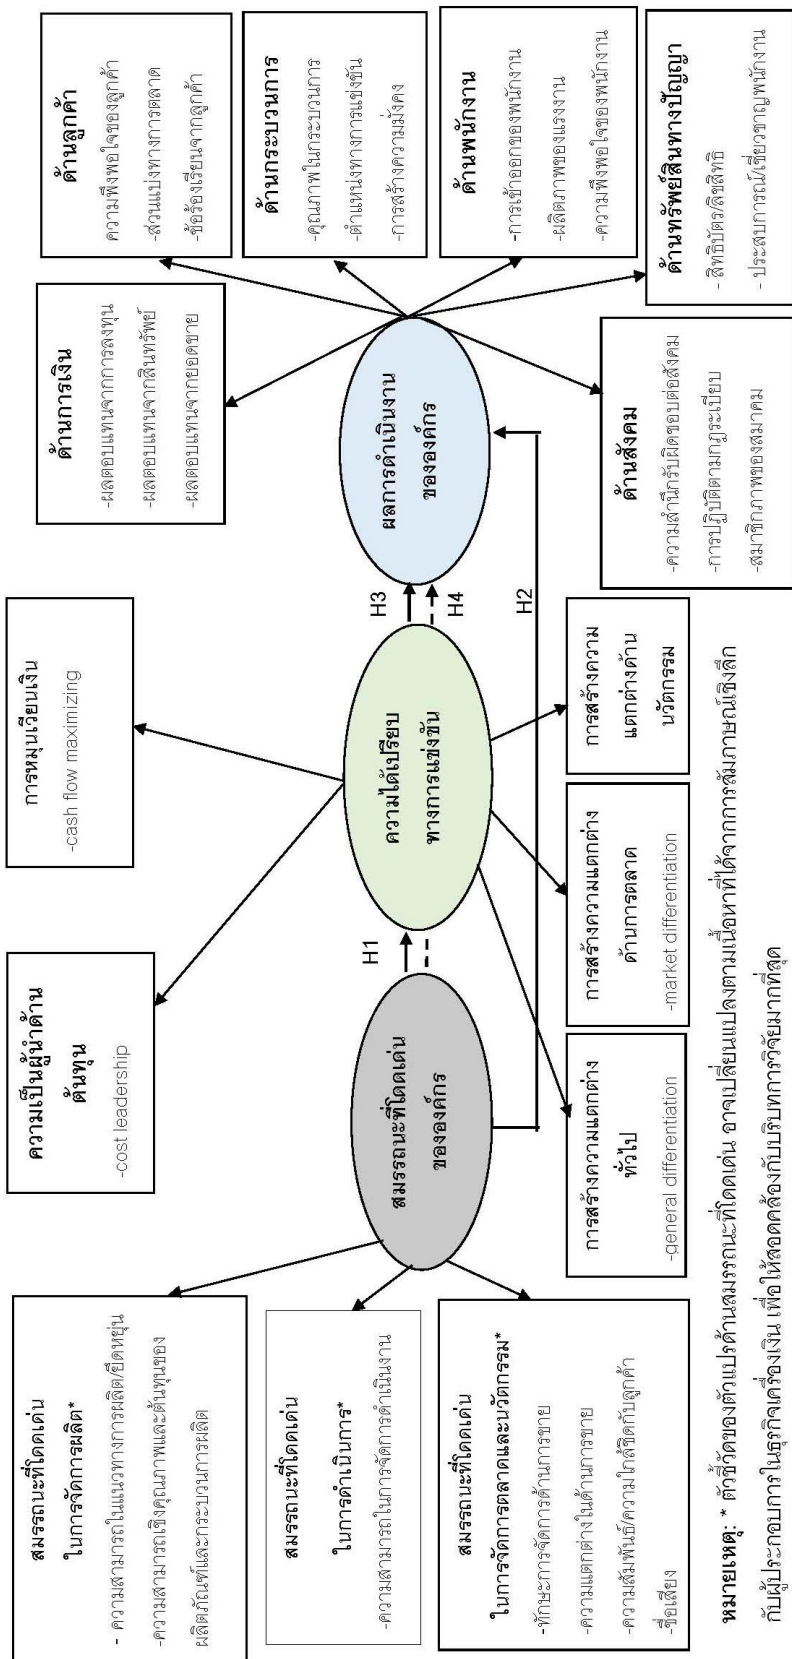 สมรรถนะที่โดดเด่น
ในการจัดการผลิต*
- ความสามารถในแนวทางการผลิต/ยืดหยุ่น
-ความสามารถเชิงคุณภาพและต้นทุนของ
ผลิตภัณฑ์และกระบวนการผลิต
สมรรถนะที่โดดเด่น
ในการดำเนินการ*
-ความสามารถในการจัดการดำเนินงาน
สมรรถนะที่โดดเด่น
ในการจัดการตลาดและนวัตกรรม*
-ทักษะการจัดการด้านการขาย
-ความแตกต่างในด้านการขาย
-ความสัมพันธ์/ความใกล้ชิดกับลูกค้า
-ชื่อเสียง
สมรรถนะที่โดดเด่น
ขององค์กร
H1
ความเป็นผู้นำด้าน
ต้นทุน
-cost leadership
การหมุนเวียนเงิน
-cash flow maximizing
ความได้เปรียบ
ทางการแข่งขัน
การสร้างความแตกต่าง
ทั่วไป
-general differentiation
การสร้างความแตกต่าง
ด้านการตลาด
-market differentiation
การสร้างความ
แตกต่างด้าน
นวัตกรรม
H3
H4
H2
ผลการดำเนินงาน
ขององค์กร
ด้านการเงิน
-ผลตอบแทนจากการลงทุน
-ผลตอบแทนจากสินทรัพย์
-ผลตอบแทนจากยอดขาย
ด้านลูกค้า
ความพึงพอใจของลูกค้า
-ส่วนแบ่งทางการตลาด
-ข้อร้องเรียนจากลูกค้า
ด้านกระบวนการ
-คุณภาพในกระบวนการ
-ตำแหน่งทางการแข่งขัน
-การสร้างความมั่งคง
ด้านพนักงาน
-การเข้าออกของพนักงาน
-ผลิตภาพของแรงงาน
-ความพึงพอใจของพนักงาน
ด้านทรัพย์สินทางปัญญา
- สิทธิบัตร/ลิขสิทธิ์
- ประสบการณ์/เชี่ยวชาญพนักงาน
ด้านสังคม
-ความสำนึกรับผิดชอบต่อสังคม
-การปฏิบัติตามกฎระเบียบ
-สมาชิกภาพของสมาคม
หมายเหตุ: * ตัวชี้วัดของตัวแปรด้านสมรรถนะที่โดดเด่น อาจเปลี่ยนแปลงตามเนื้อหาที่ได้จากการสัมภาษณ์เชิงลึก
กับผู้ประกอบการในธุรกิจเครื่องเงิน เพื่อให้สอดคล้องกับบริบทการวิจัยมากที่สุด